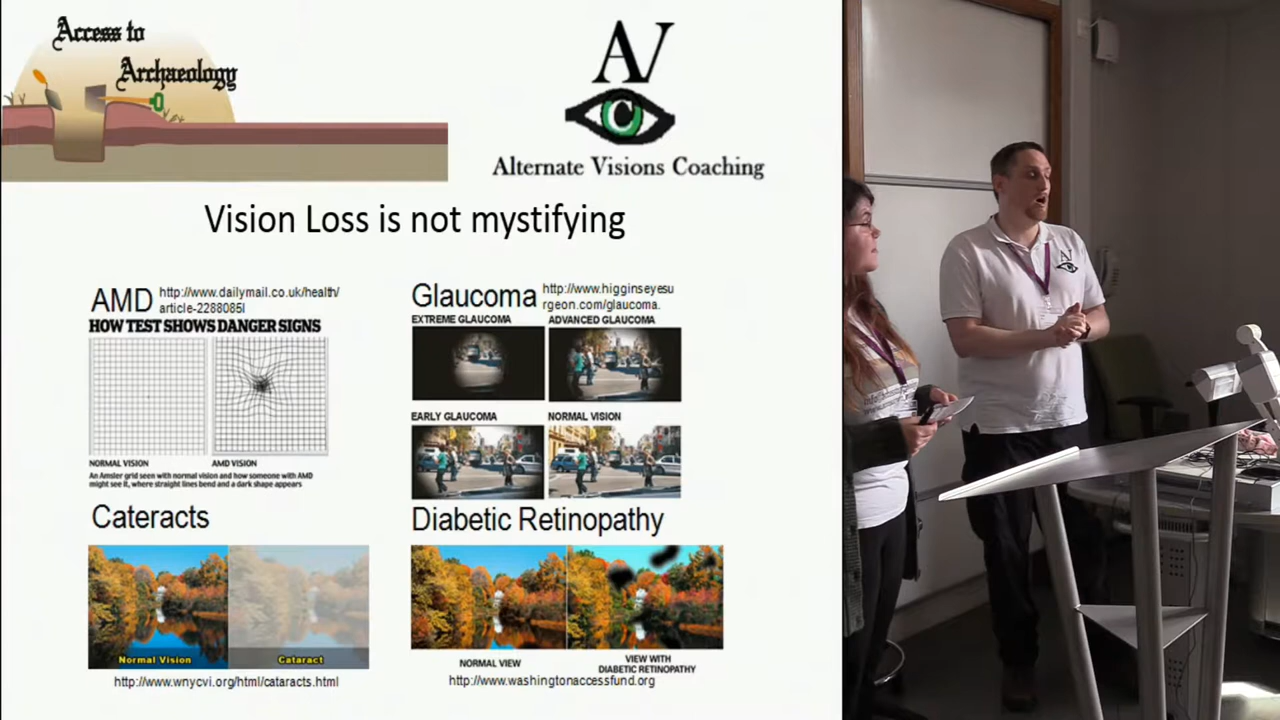 Access to
Archaeology
AV
Alternate Visions Coaching
Vision Loss is not mystifying
AMD
http://www.dailymail.co.uk/health/
article-2288085l
HOW TEST SHOWS DANGER SIGNS
NORMAL VISION
AMD VISION
An Amsler grid seen with normal vision and how someone with AMD
might see it, where straight lines bend and a dark shape appears
Glaucoma
http://www.higginseyesu
rgeon.com/glaucoma.
EXTREME GLAUCOMA
ADVANCED GLAUCOMA
EARLY GLAUCOMA
NORMAL VISION
Cateracts
Normal Vision
Cataract
http://www.wnycvi.org/html/cataracts.html
Diabetic Retinopathy
NORMAL VIEW
VIEW WITH
DIABETIC RETINOPATHY
http://www.washingtonaccessfund.org
AV